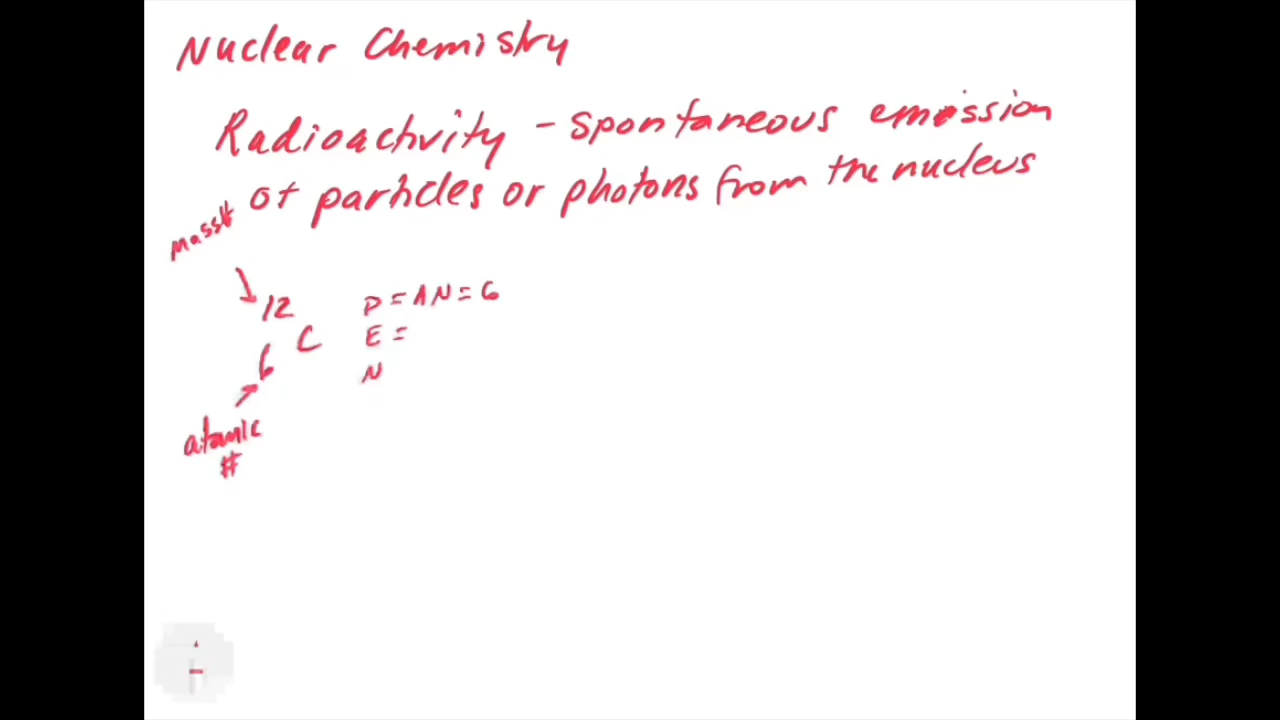 Nuclear Chemistry
Radioactivity - spontaneous emission
of particles or photons from the nucleus
mass#
12
C
6
P = AN = 6
E =
N
atomic
#